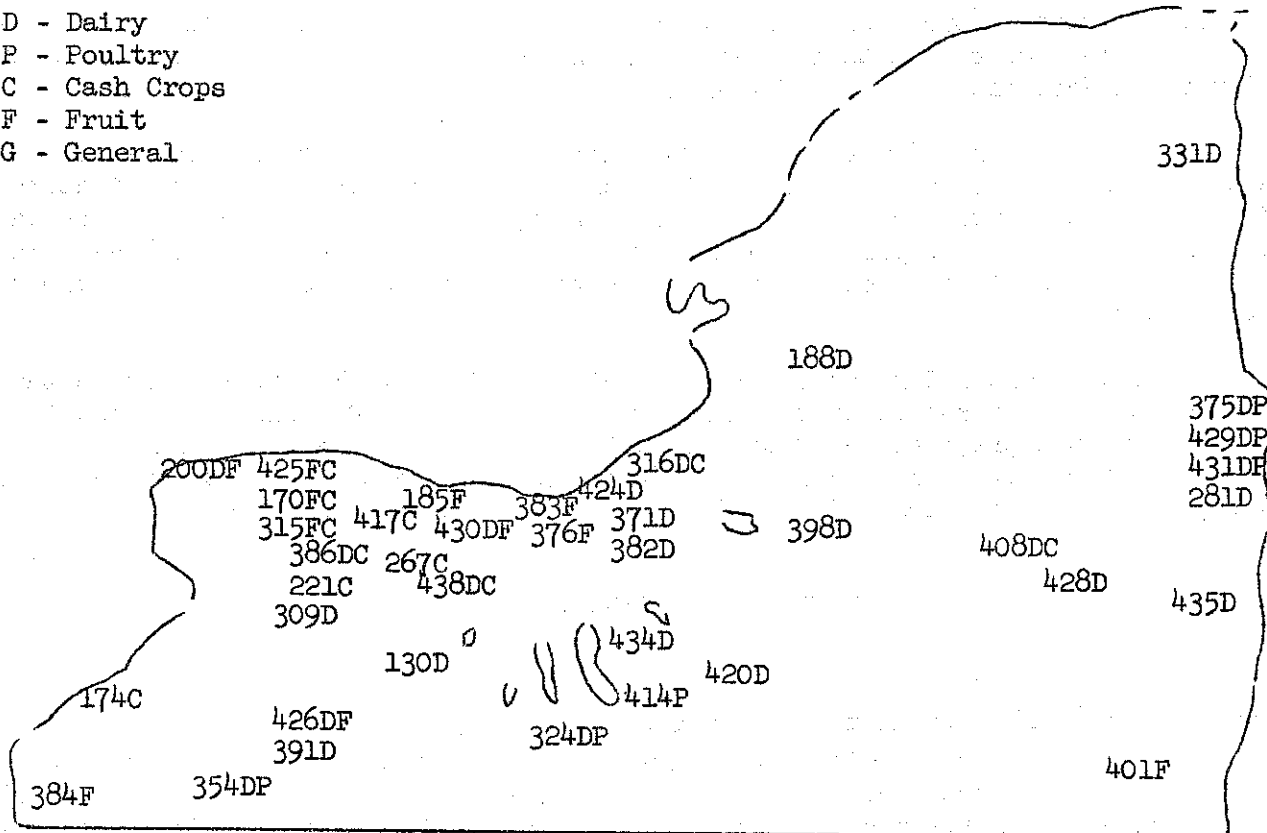 D - Dairy
P - Poultry
C - Cash Crops
F - Fruit
G - General
331D
188D
375DP
429DP
431DP
281D
316DC
200DF 425FC
424D
170FC
185F
383F
371D
417C
315FC
430DF
376F
398D
382D
408DC
386DC
267C
221C
438DC
428D
435D
309D
434D
130D
420D
174C
414P
426DF
324DP
391D
401F
354DP
384F